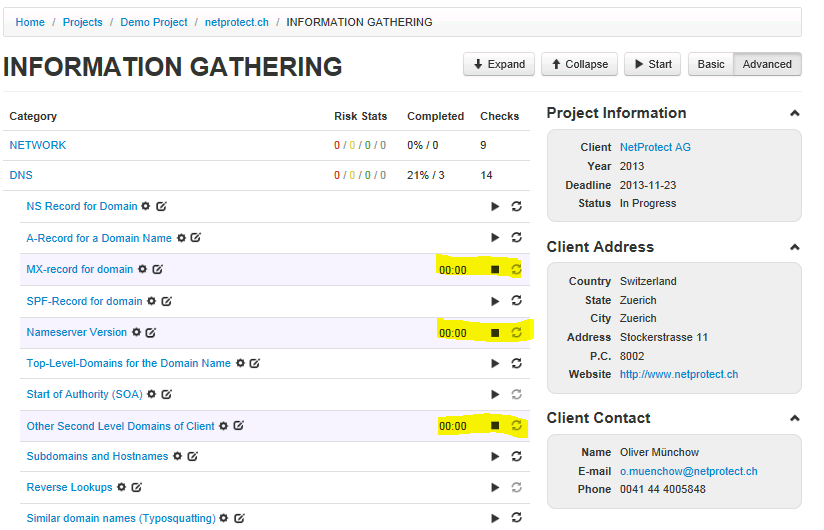 Home / Projects / Demo Project / netprotect.ch / INFORMATION GATHERING
INFORMATION GATHERING
Expand Collapse Start Basic Advanced
Category Risk Stats Completed Checks
NETWORK 0 / 0 / 0 / 0 0% / 0 9
DNS 0 / 0 / 0 / 0 21% / 3 14
NS Record for Domain
A-Record for a Domain Name
MX-record for domain 00:00
SPF-Record for domain
Nameserver Version 00:00
Top-Level-Domains for the Domain Name
Start of Authority (SOA)
Other Second Level Domains of Client 00:00
Subdomains and Hostnames
Reverse Lookups
Similar domain names (Typosquatting)
Project Information
Client NetProtect AG
Year 2013
Deadline 2013-11-23
Status In Progress
Client Address
Country Switzerland
State Zuerich
City Zuerich
Address Stockerstrasse 11
P.C. 8002
Website http://www.netprotect.ch
Client Contact
Name Oliver Münchow
E-mail o.muenchow@netprotect.ch
Phone 0041 44 4005848